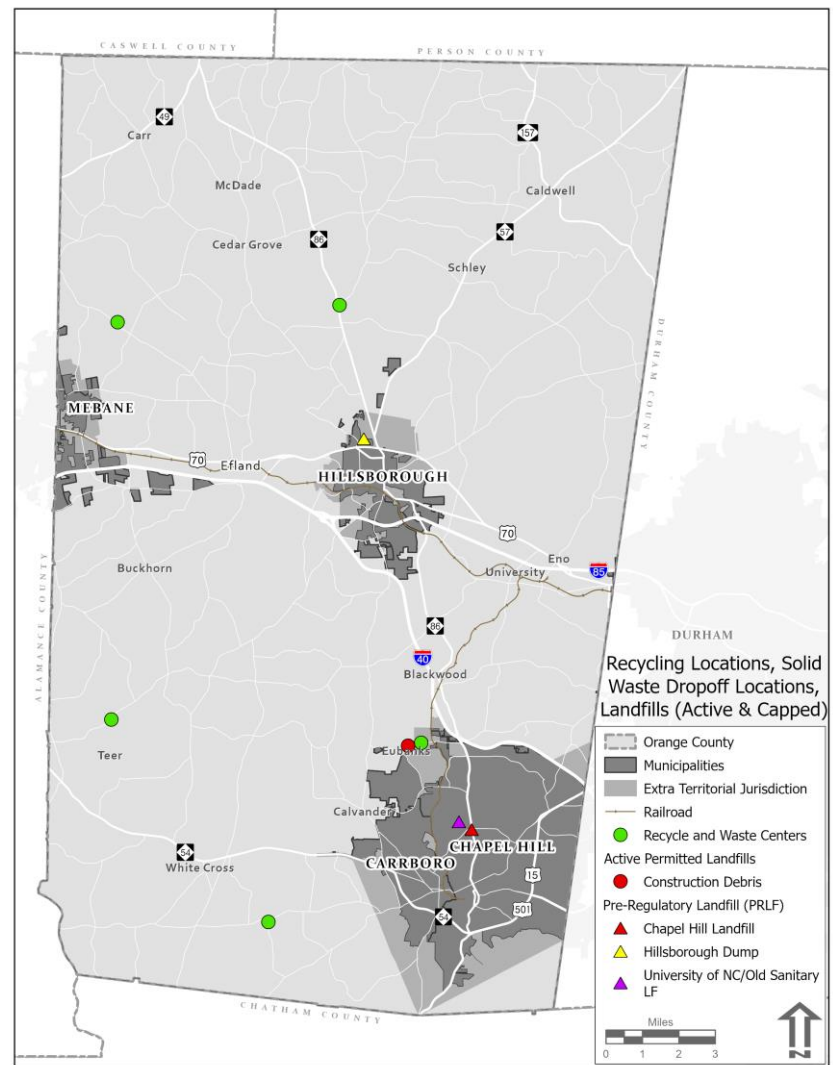 CASWELL COUNTY
PERSON COUNTY
49
Carr
157
McDade
Caldwell
86
57
Cedar Grove
Schley
DURHAM COUNTY
MEBANE
70
Efland
HILLSBOROUGH
70
Eno
University
85
Buckhorn
ALAMANCE COUNTY
86
DURHAM
40
Blackwood
Recycling Locations, Solid
Waste Dropoff Locations,
Landfills (Active & Capped)
Teer
Eubanks
Calvander
CHAPEL HILL
CARRBORO
54
White Cross
15
501
54
CHATHAM COUNTY
Orange County
Municipalities
Extra Territorial Jurisdiction
Railroad
Recycle and Waste Centers
Active Permitted Landfills
Construction Debris
Pre-Regulatory Landfill (PRLF)
Chapel Hill Landfill
Hillsborough Dump
University of NC/Old Sanitary
LF
Miles
0 1 2 3
N